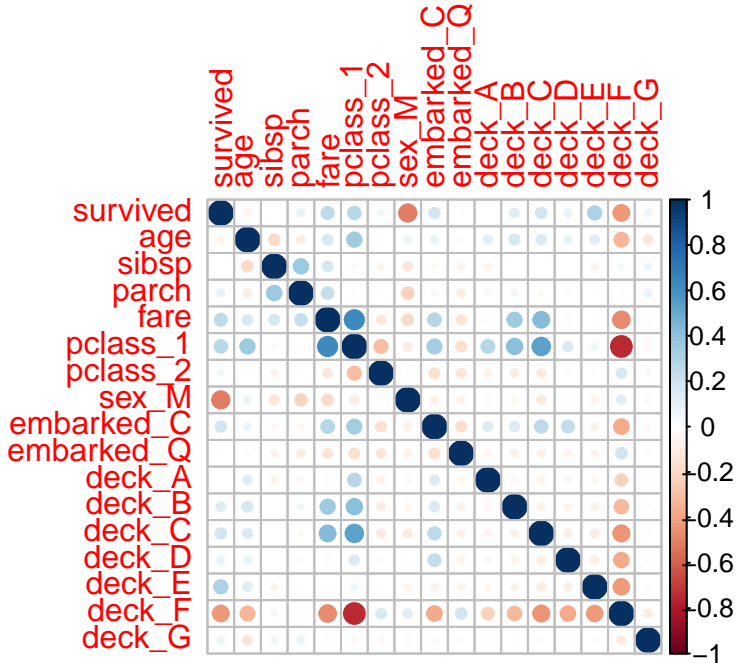 survived
age
sibsp
parch
fare
pclass_1
pclass_2
sex_M
embarked_C
embarked_Q
deck_A
deck_B
deck_C
deck_D
deck_E
deck_F
deck_G
survived
age
sibsp
parch
fare
pclass_1
pclass_2
sex_M
embarked_C
embarked_Q
deck_A
deck_B
deck_C
deck_D
deck_E
deck_F
deck_G
1
0.8
0.6
0.4
0.2
0
-0.2
-0.4
-0.6
-0.8
-1